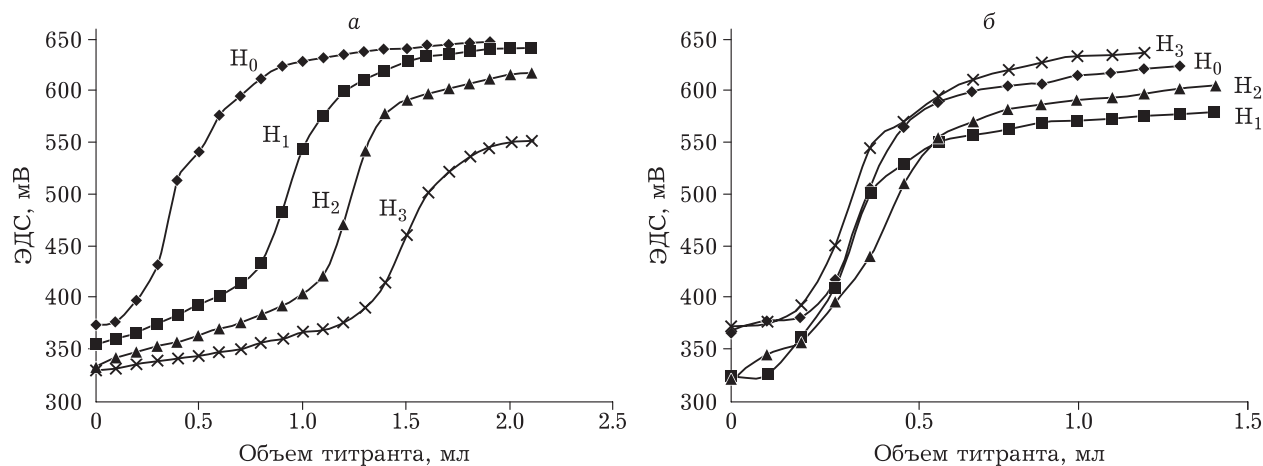 а
ЭДС, мВ
650
600
550
500
450
400
350
300
H₀
H₁
H₂
H₃
0 0.5 1.0 1.5 2.0 2.5
Объем титранта, мл
б
ЭДС, мВ
650
600
550
500
450
400
350
300
H₃
H₀
H₂
H₁
0 0.5 1.0 1.5
Объем титранта, мл